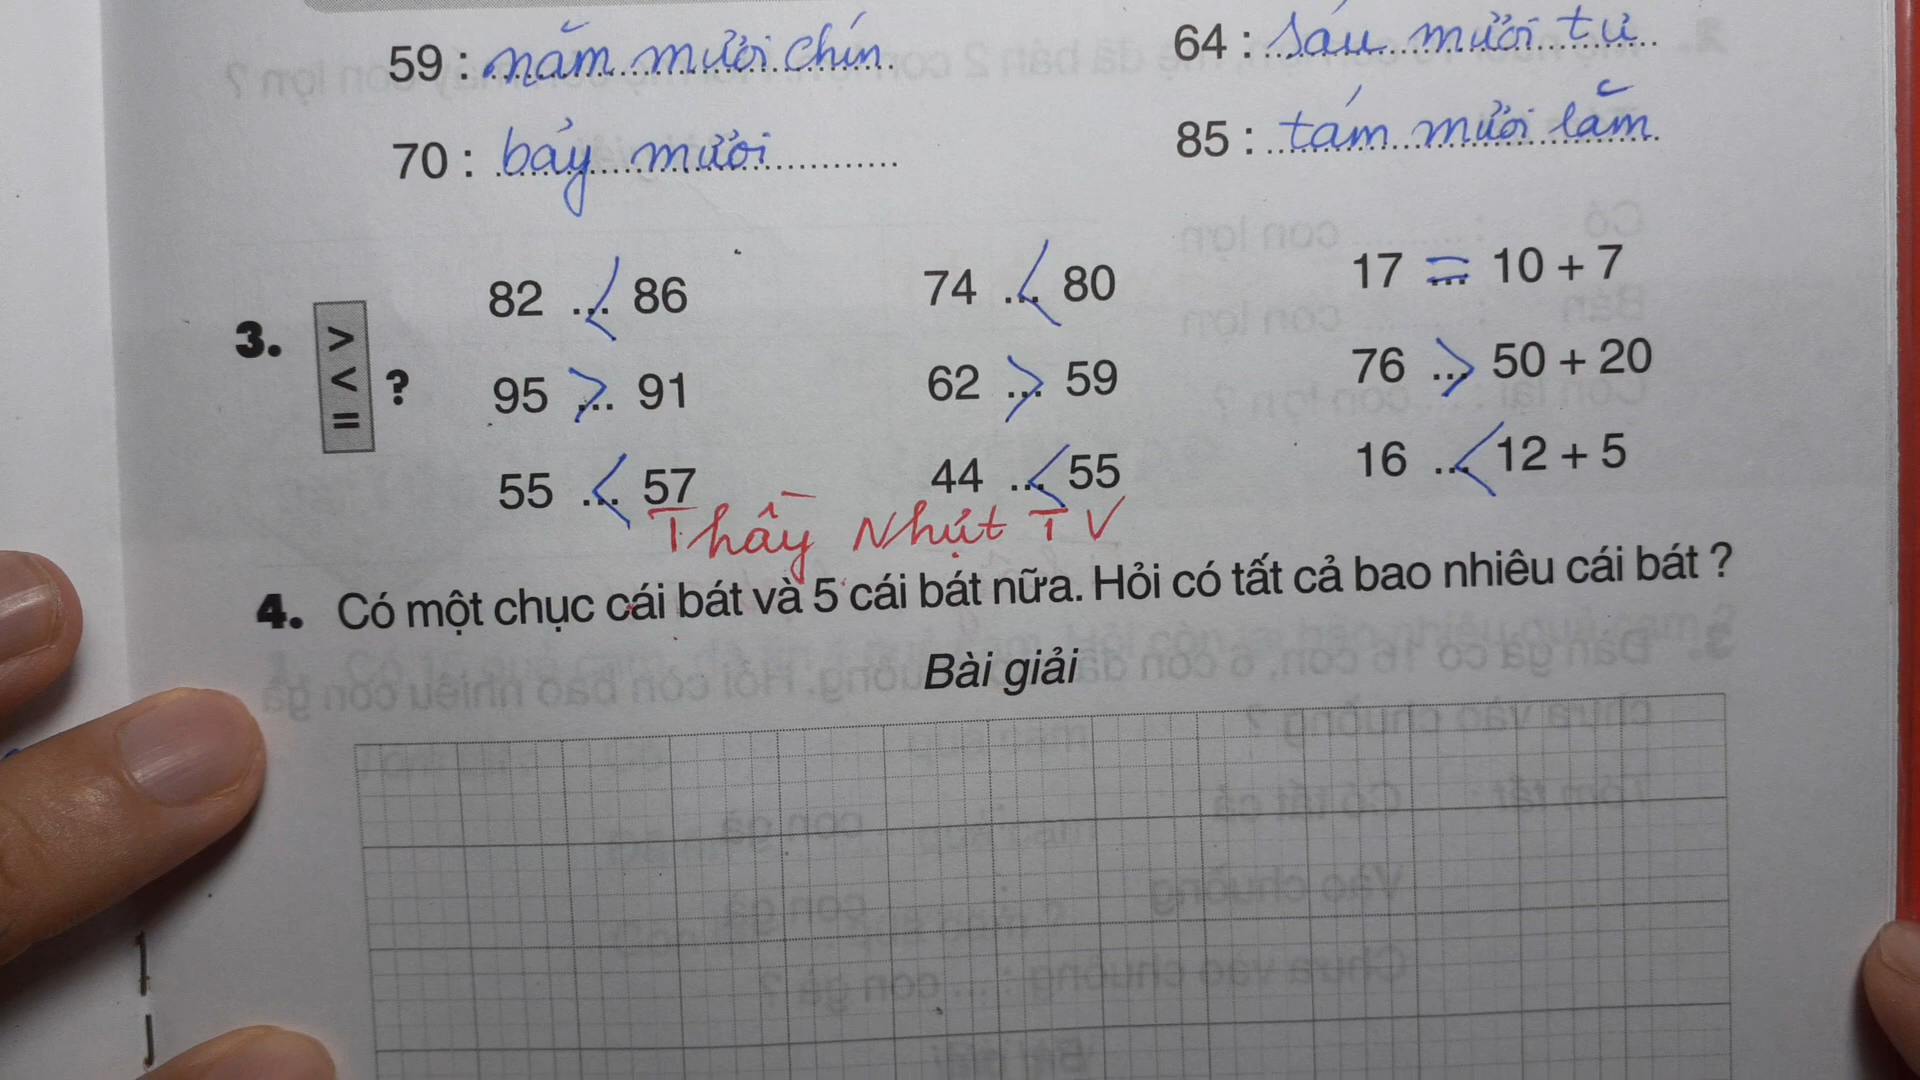 59 : năm mươi chín
64 : sáu mươi tư
70 : bảy mươi
85 : tám mươi lăm
82 < 86
74 < 80
17 = 10 + 7
3. > < = ?
95 > 91
62 > 59
76 > 50 + 20
55 < 57
44 < 55
16 < 12 + 5
Thầy Nhựt TV
4. Có một chục cái bát và 5 cái bát nữa. Hỏi có tất cả bao nhiêu cái bát ?
Bài giải